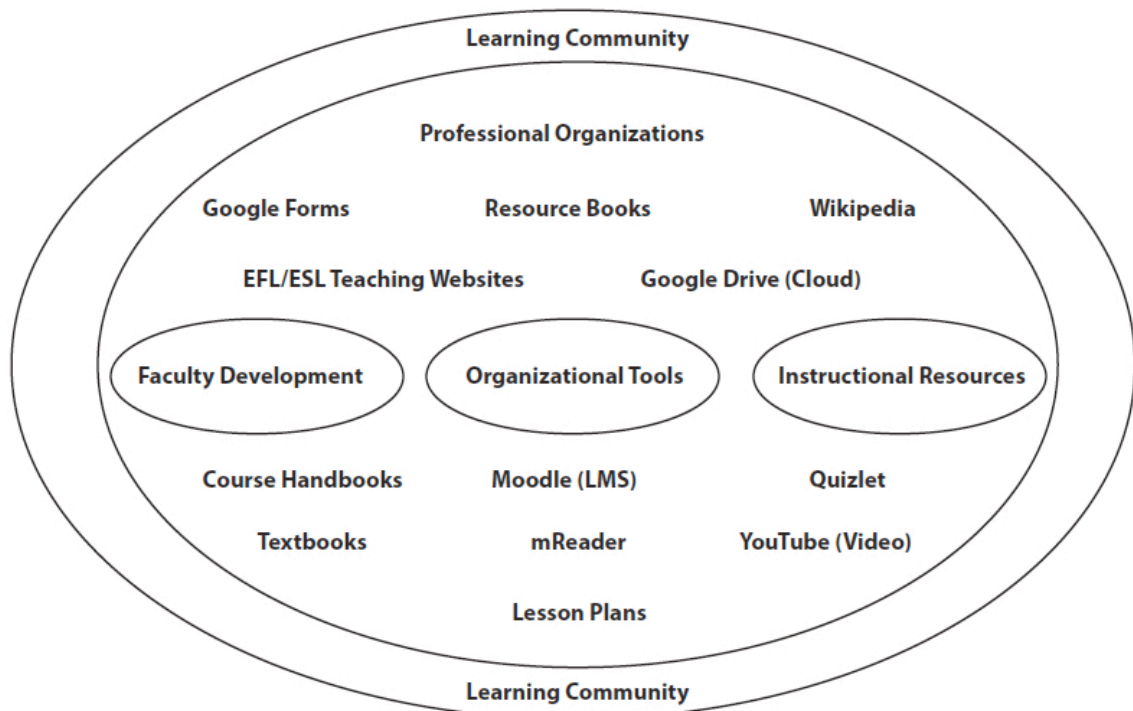 Learning Community
Professional Organizations
Google Forms Resource Books Wikipedia
EFL/ESL Teaching Websites Google Drive (Cloud)
Faculty Development Organizational Tools Instructional Resources
Course Handbooks Moodle (LMS) Quizlet
Textbooks mReader YouTube (Video)
Lesson Plans
Learning Community